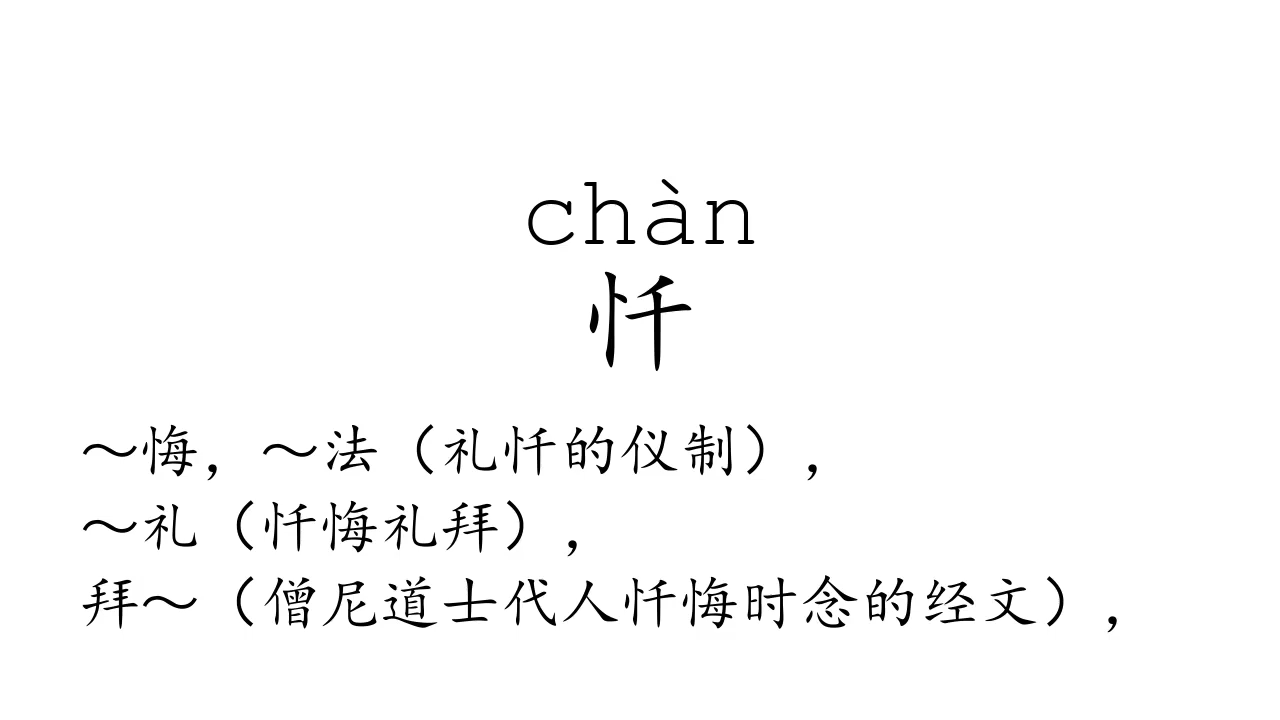 chàn
忏
～悔，～法（礼忏的仪制），
～礼（忏悔礼拜），
拜～（僧尼道士代人忏悔时念的经文），